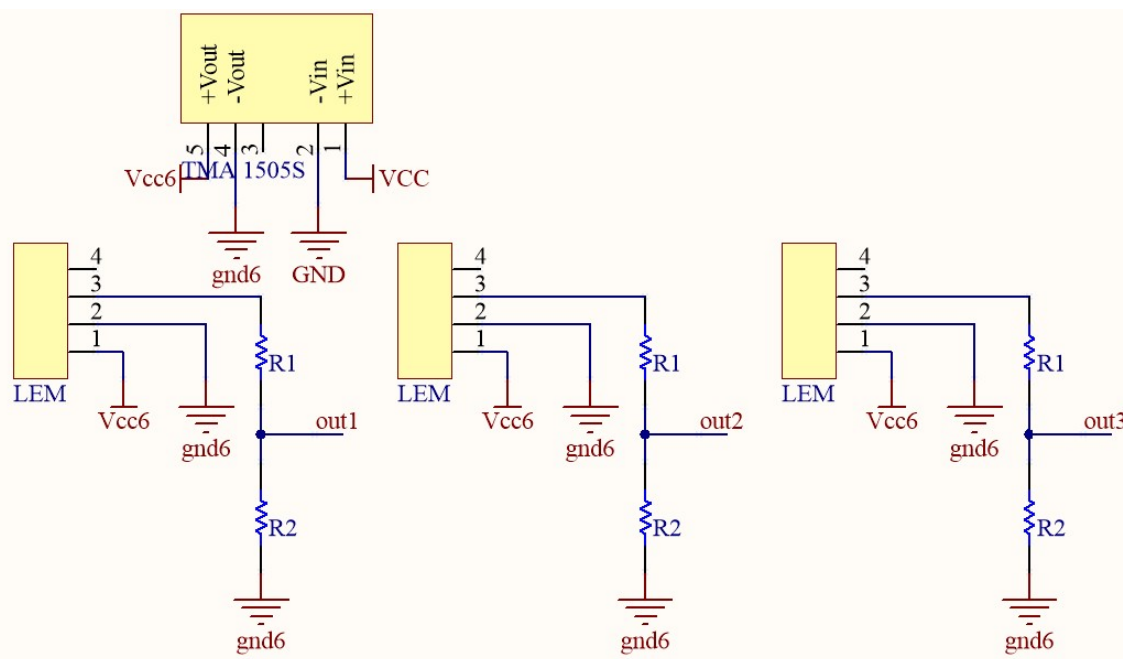 +Vout
-Vout
-Vin
+Vin
5
4
3
2
1
TMA 1505S
Vcc6
VCC
gnd6
GND
4
3
2
1
LEM
Vcc6
gnd6
R1
out1
R2
gnd6
4
3
2
1
LEM
Vcc6
gnd6
R1
out2
R2
gnd6
4
3
2
1
LEM
Vcc6
gnd6
R1
out3
R2
gnd6